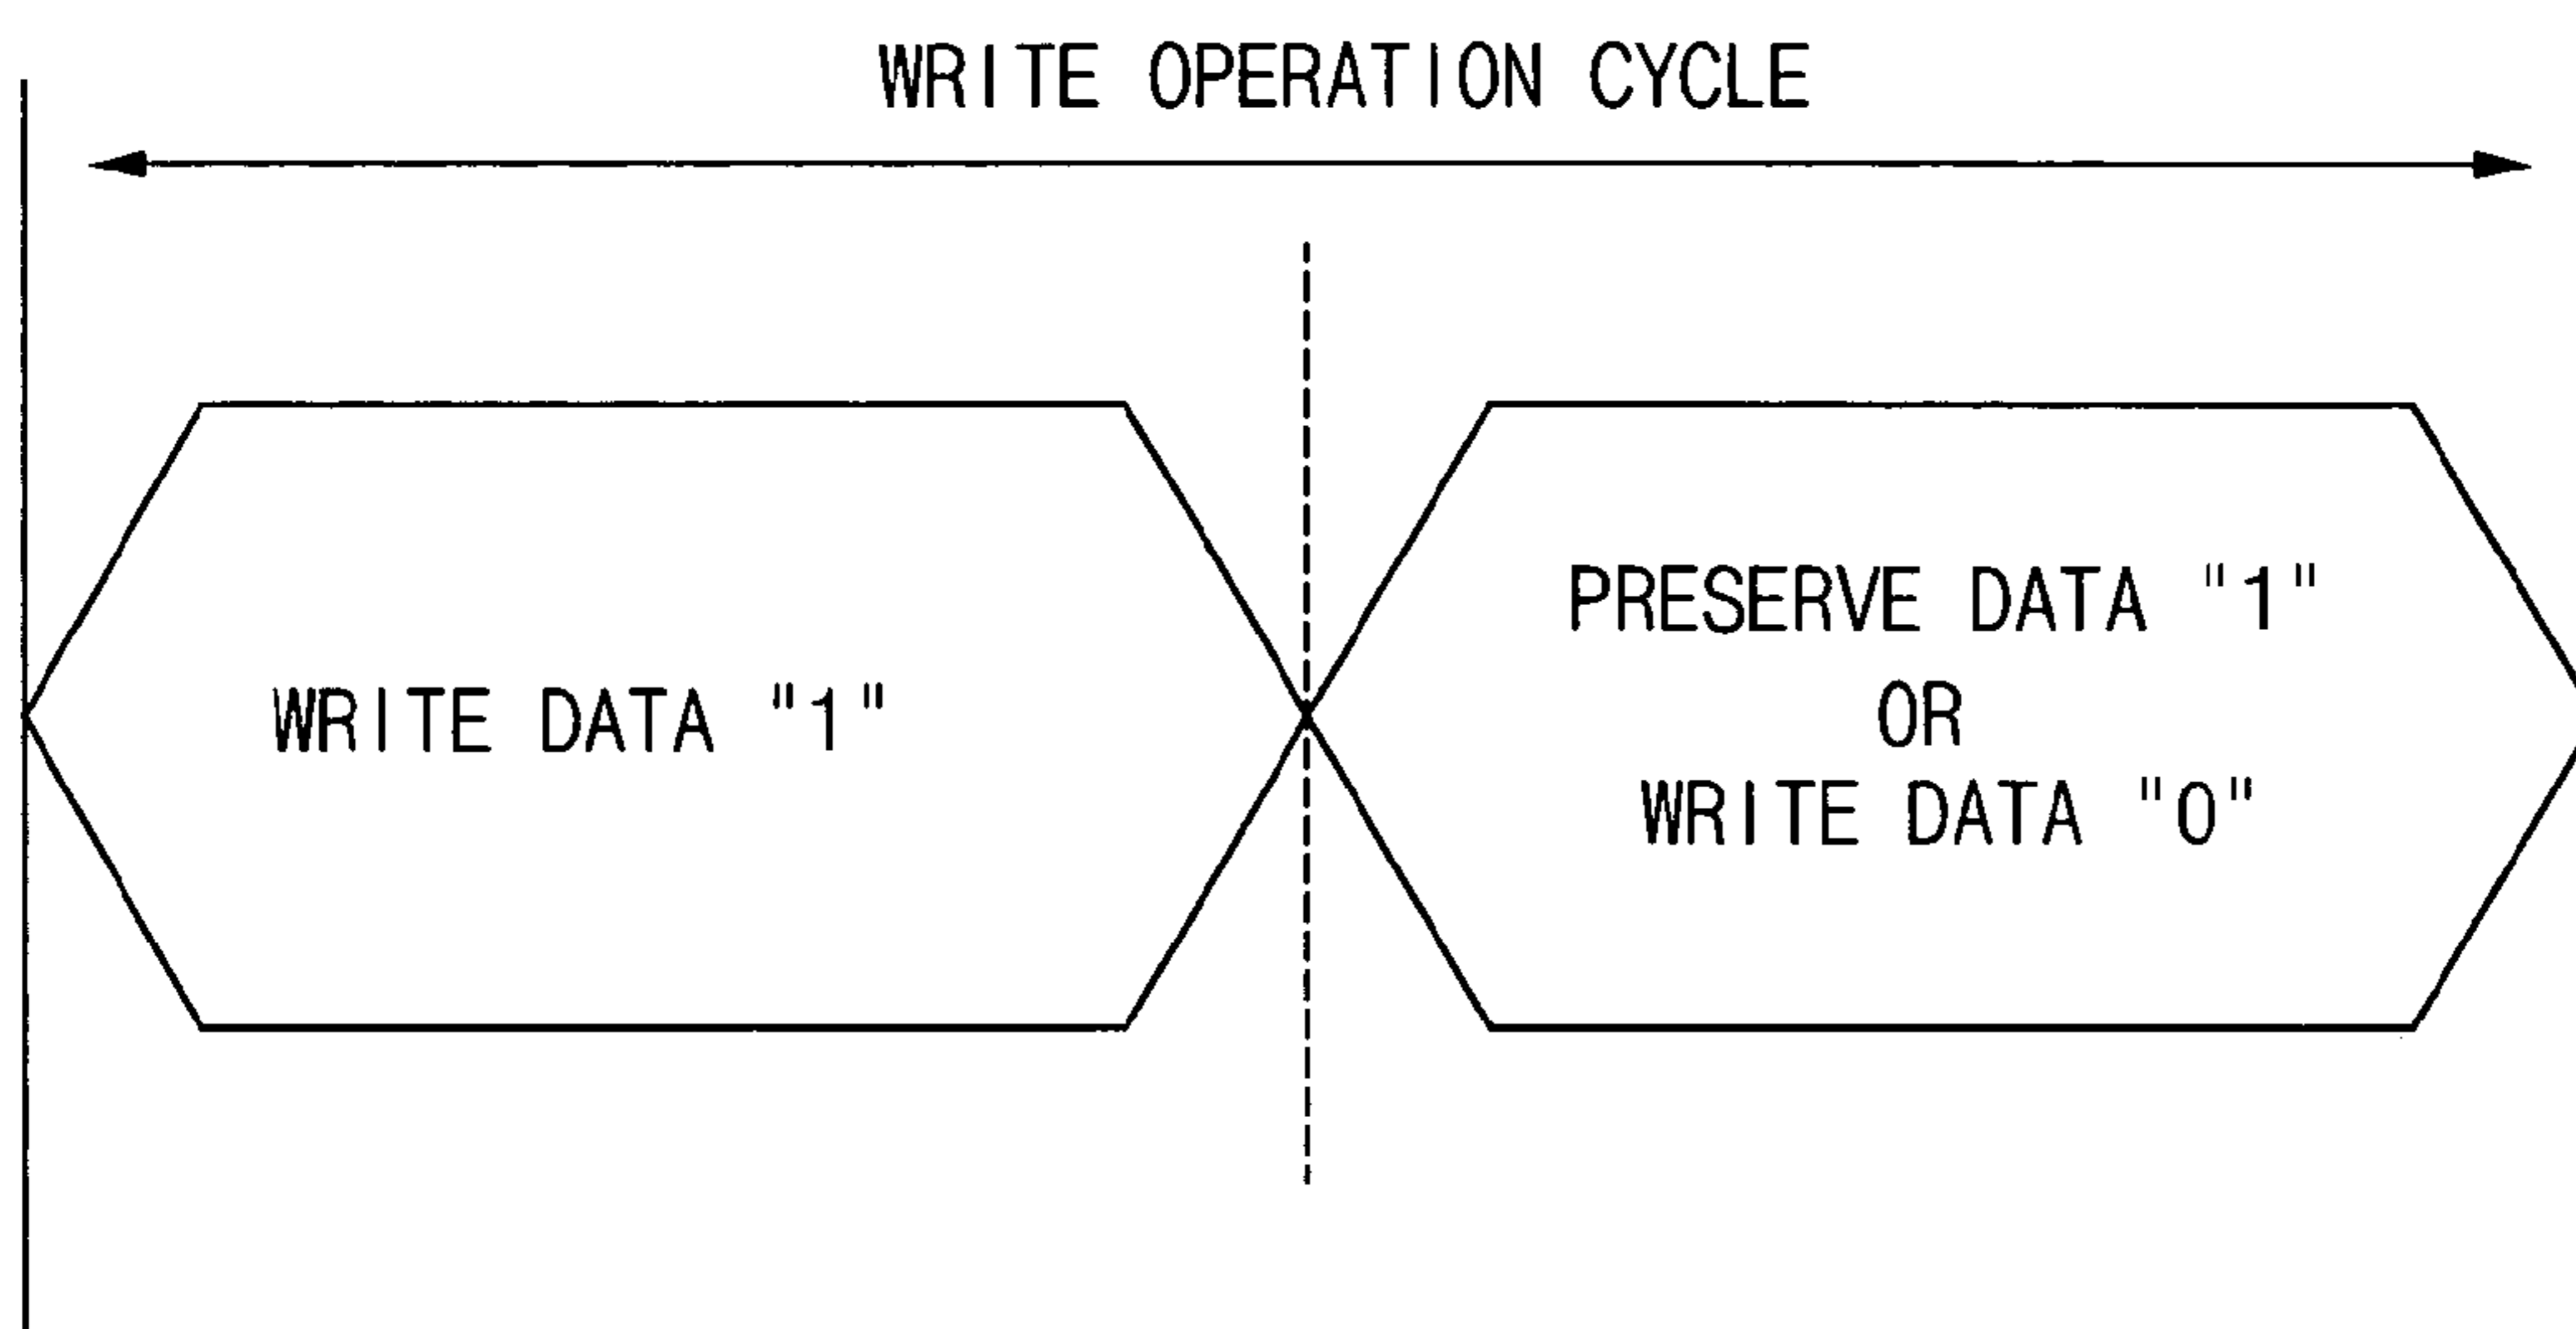 WRITE OPERATION CYCLE
WRITE DATA "1"
PRESERVE DATA "1"
OR
WRITE DATA "0"